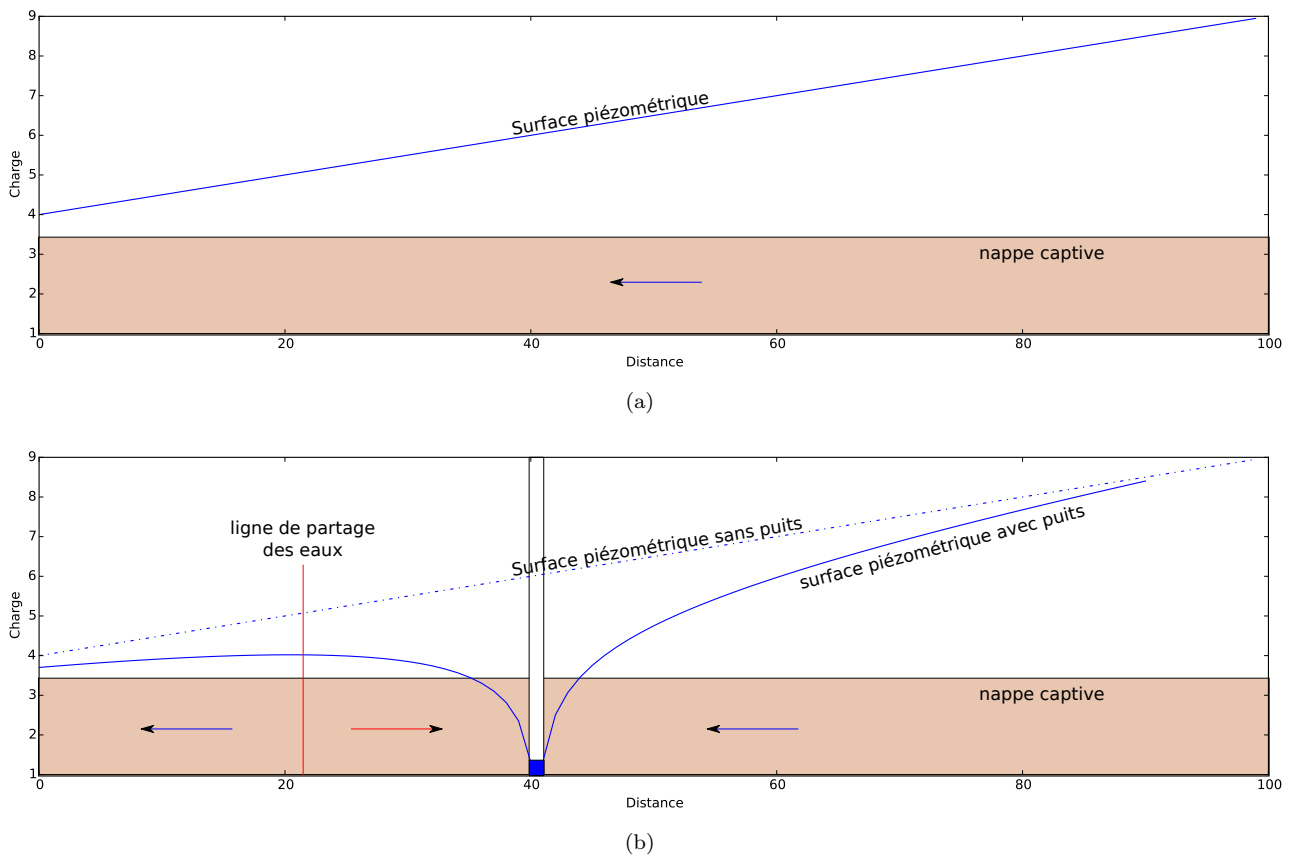 9
8
7
6
5
4
3
2
1
Charge
Surface piézométrique
nappe captive
0 20 40 60 80 100
Distance
(a)
9
8
7
6
5
4
3
2
1
Charge
ligne de partage
des eaux
Surface piézométrique sans puits
surface piézométrique avec puits
nappe captive
0 20 40 60 80 100
Distance
(b)